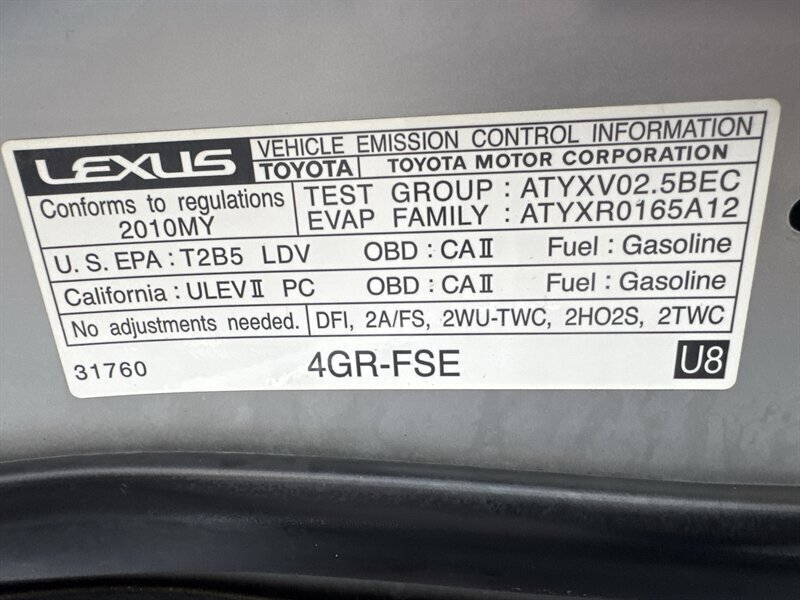 LEXUS
VEHICLE EMISSION CONTROL INFORMATION
TOYOTA TOYOTA MOTOR CORPORATION
Conforms to regulations
2010MY
TEST GROUP : ATYXV02.5BEC
EVAP FAMILY : ATYXR0165A12
U. S. EPA : T2B5 LDV OBD : CAⅡ Fuel : Gasoline
California : ULEVⅡ PC OBD : CAⅡ Fuel : Gasoline
No adjustments needed. DFI, 2A/FS, 2WU-TWC, 2HO2S, 2TWC
31760 4GR-FSE U8